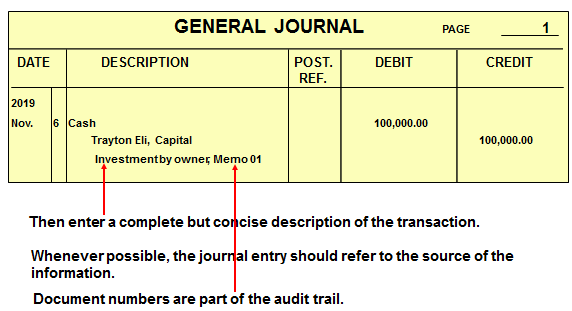 GENERAL JOURNAL PAGE 1
DATE DESCRIPTION POST. REF. DEBIT CREDIT
2019
Nov. 6 Cash 100,000.00
Trayton Eli, Capital 100,000.00
Investment by owner, Memo 01
Then enter a complete but concise description of the transaction.
Whenever possible, the journal entry should refer to the source of the
information.
Document numbers are part of the audit trail.